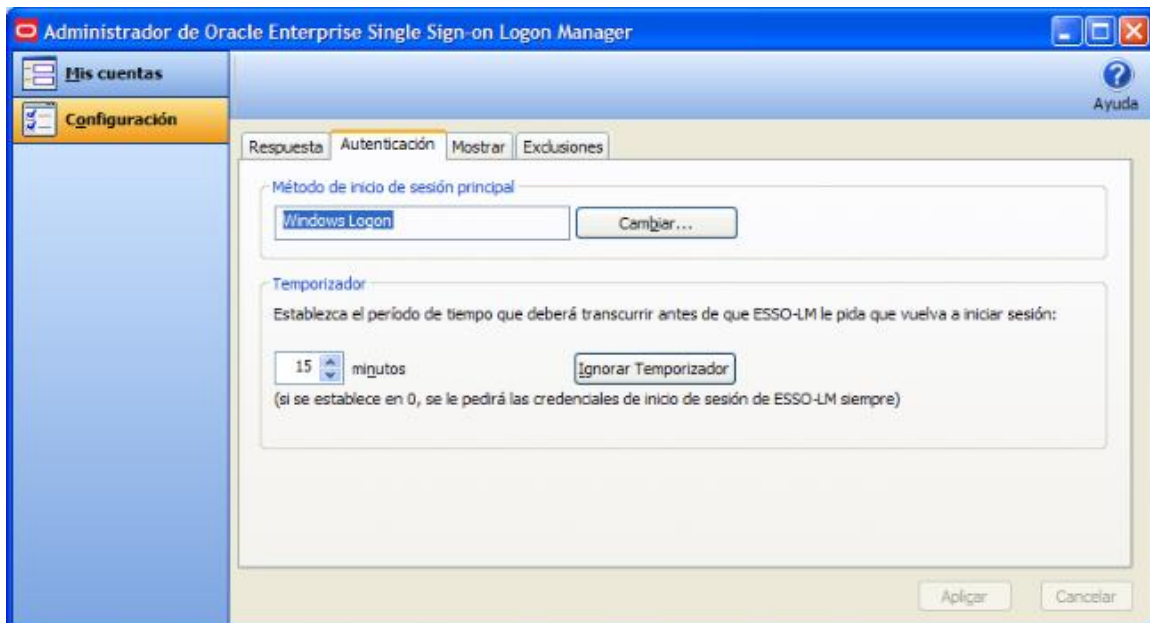 Administrador de Oracle Enterprise Single Sign-on Logon Manager
Mis cuentas
Configuración
Ayuda
Respuesta Autenticación Mostrar Exclusiones
Método de inicio de sesión principal
Windows Logon Cambiar...
Temporizador
Establezca el período de tiempo que deberá transcurrir antes de que ESSO-LM le pida que vuelva a iniciar sesión:
15 minutos Ignorar Temporizador
(si se establece en 0, se le pedirá las credenciales de inicio de sesión de ESSO-LM siempre)
Aplicar Cancelar